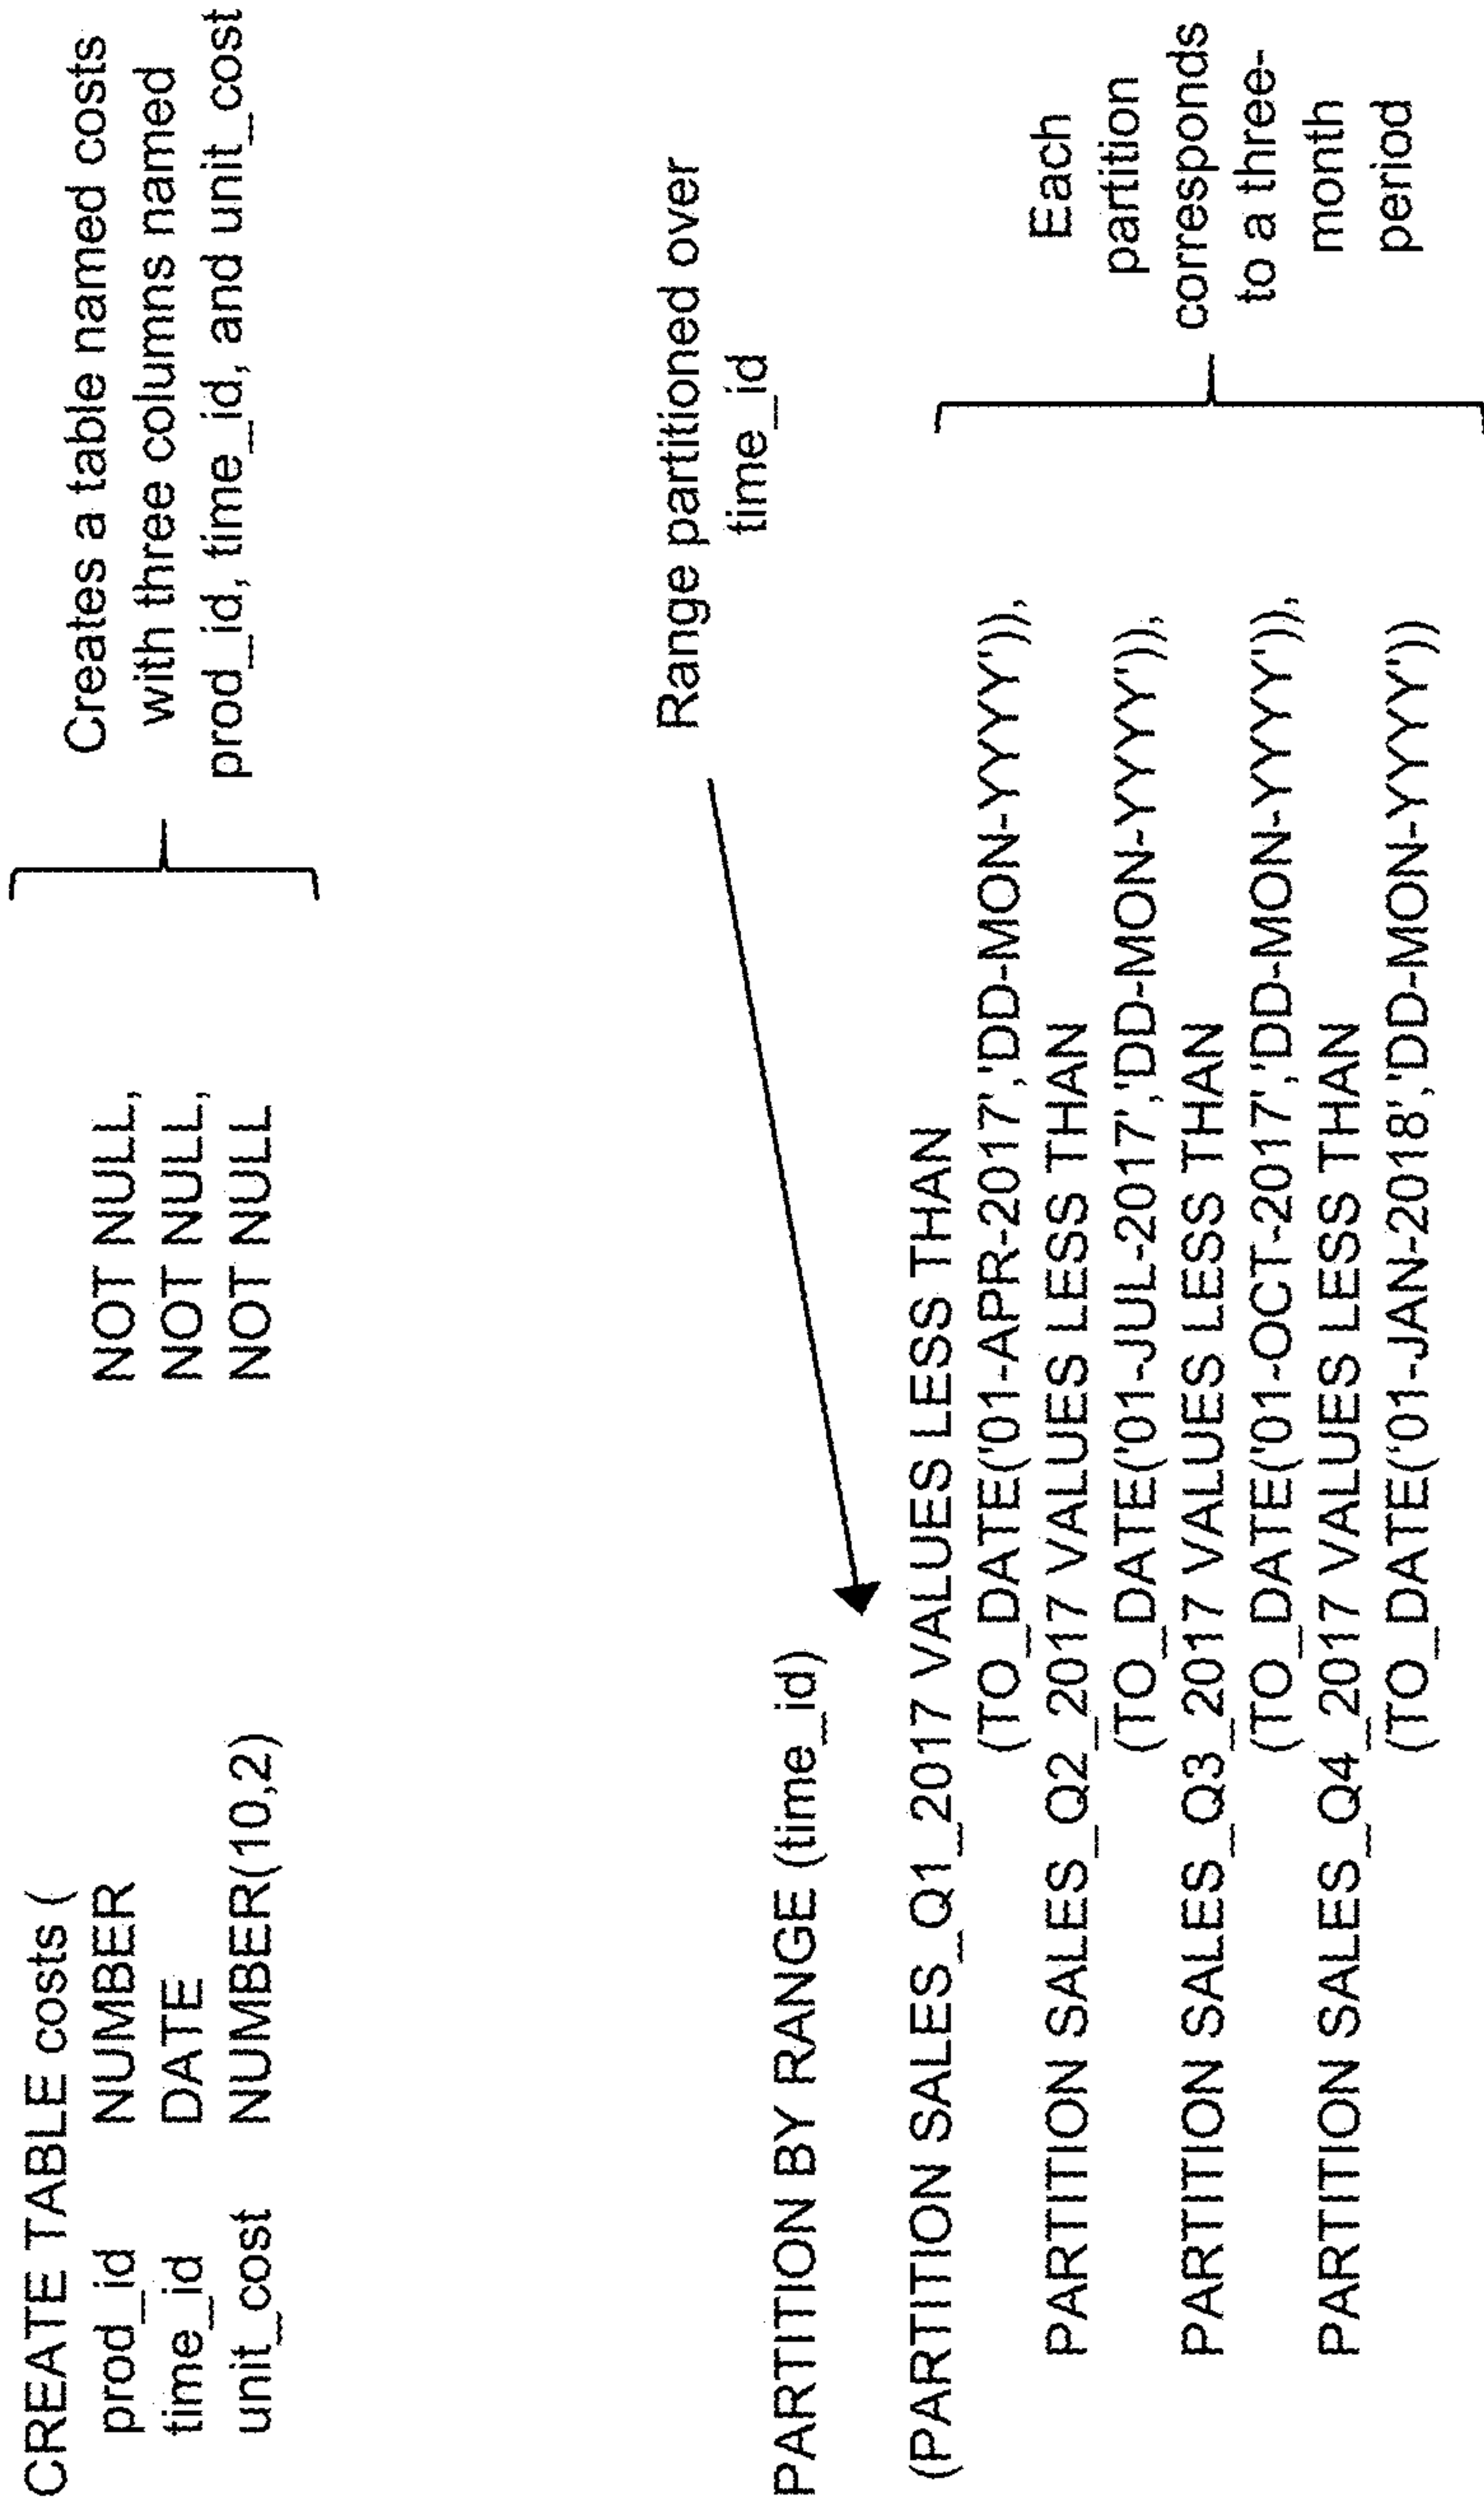 CREATE TABLE costs (
prod_id NUMBER NOT NULL,
time_id DATE NOT NULL,
unit_cost NUMBER(10,2) NOT NULL
Creates a table named costs
with three columns named
prod_id, time_id, and unit_cost
Range partitioned over
time_id
PARTITION BY RANGE (time_id)
(PARTITION SALES_Q1_2017 VALUES LESS THAN
(TO_DATE('01-APR-2017','DD-MON-YYYY')),
PARTITION SALES_Q2_2017 VALUES LESS THAN
(TO_DATE('01-JUL-2017','DD-MON-YYYY')),
PARTITION SALES_Q3_2017 VALUES LESS THAN
(TO_DATE('01-OCT-2017','DD-MON-YYYY')),
PARTITION SALES_Q4_2017 VALUES LESS THAN
(TO_DATE('01-JAN-2018','DD-MON-YYYY'))
Each
partition
corresponds
to a three-
month
period